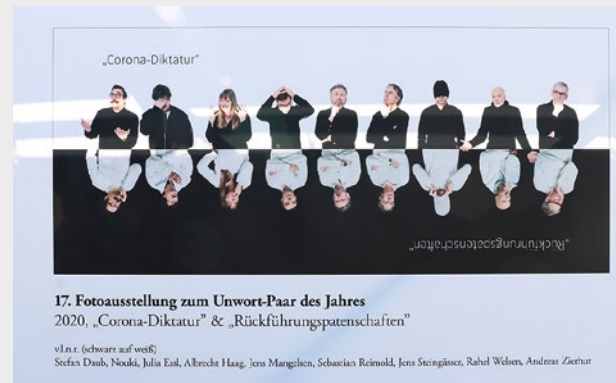 „Corona-Diktatur“
„Rückführungspatenschaften“
17. Fotoausstellung zum Unwort-Paar des Jahres
2020, „Corona-Diktatur” & „Rückführungspatenschaften”
v.l.n.r. (schwarz auf weiß)
Stefan Daub, Nouki, Julia Essl, Albrecht Haag, Jens Mangelsen, Sebastian Reimold, Jens Steingässer, Rahel Welsen, Andreas Zierhut